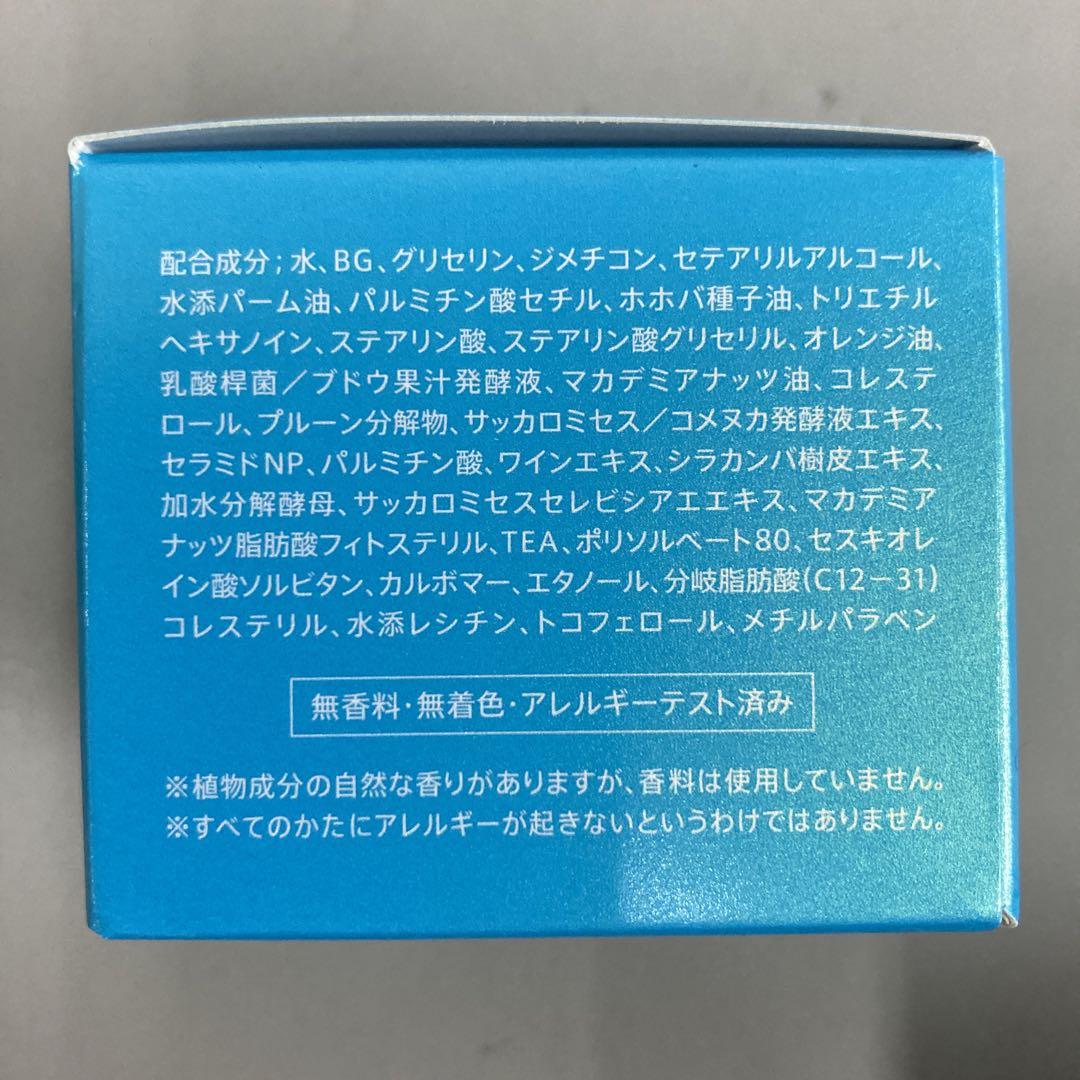 配合成分；水、BG、グリセリン、ジメチコン、セテアリルアルコール、
水添パーム油、パルミチン酸セチル、ホホバ種子油、トリエチル
ヘキサノイン、ステアリン酸、ステアリン酸グリセリル、オレンジ油、
乳酸桿菌／ブドウ果汁発酵液、マカデミアナッツ油、コレステ
ロール、プルーン分解物、サッカロミセス／コメヌカ発酵液エキス、
セラミドNP、パルミチン酸、ワインエキス、シラカンバ樹皮エキス、
加水分解酵母、サッカロミセスセレビシアエエキス、マカデミア
ナッツ脂肪酸フィトステリル、TEA、ポリソルベート80、セスキオレ
イン酸ソルビタン、カルボマー、エタノール、分岐脂肪酸(C12－31)
コレステリル、水添レシチン、トコフェロール、メチルパラベン
無香料・無着色・アレルギーテスト済み
※植物成分の自然な香りがありますが、香料は使用していません。
※すべてのかたにアレルギーが起きないというわけではありません。